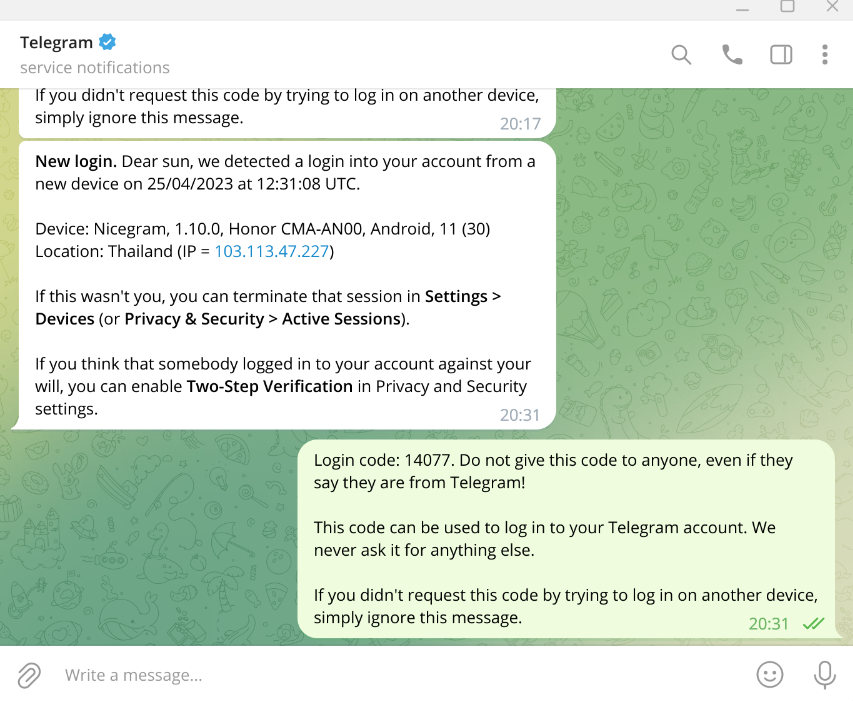 Telegram
service notifications
If you didn't request this code by trying to log in on another device,
simply ignore this message.
20:17
New login. Dear sun, we detected a login into your account from a
new device on 25/04/2023 at 12:31:08 UTC.
Device: Nicegram, 1.10.0, Honor CMA-AN00, Android, 11 (30)
Location: Thailand (IP = 103.113.47.227)
If this wasn't you, you can terminate that session in Settings >
Devices (or Privacy & Security > Active Sessions).
If you think that somebody logged in to your account against your
will, you can enable Two-Step Verification in Privacy and Security
settings.
20:31
Login code: 14077. Do not give this code to anyone, even if they
say they are from Telegram!
This code can be used to log in to your Telegram account. We
never ask it for anything else.
If you didn't request this code by trying to log in on another device,
simply ignore this message.
20:31
Write a message...